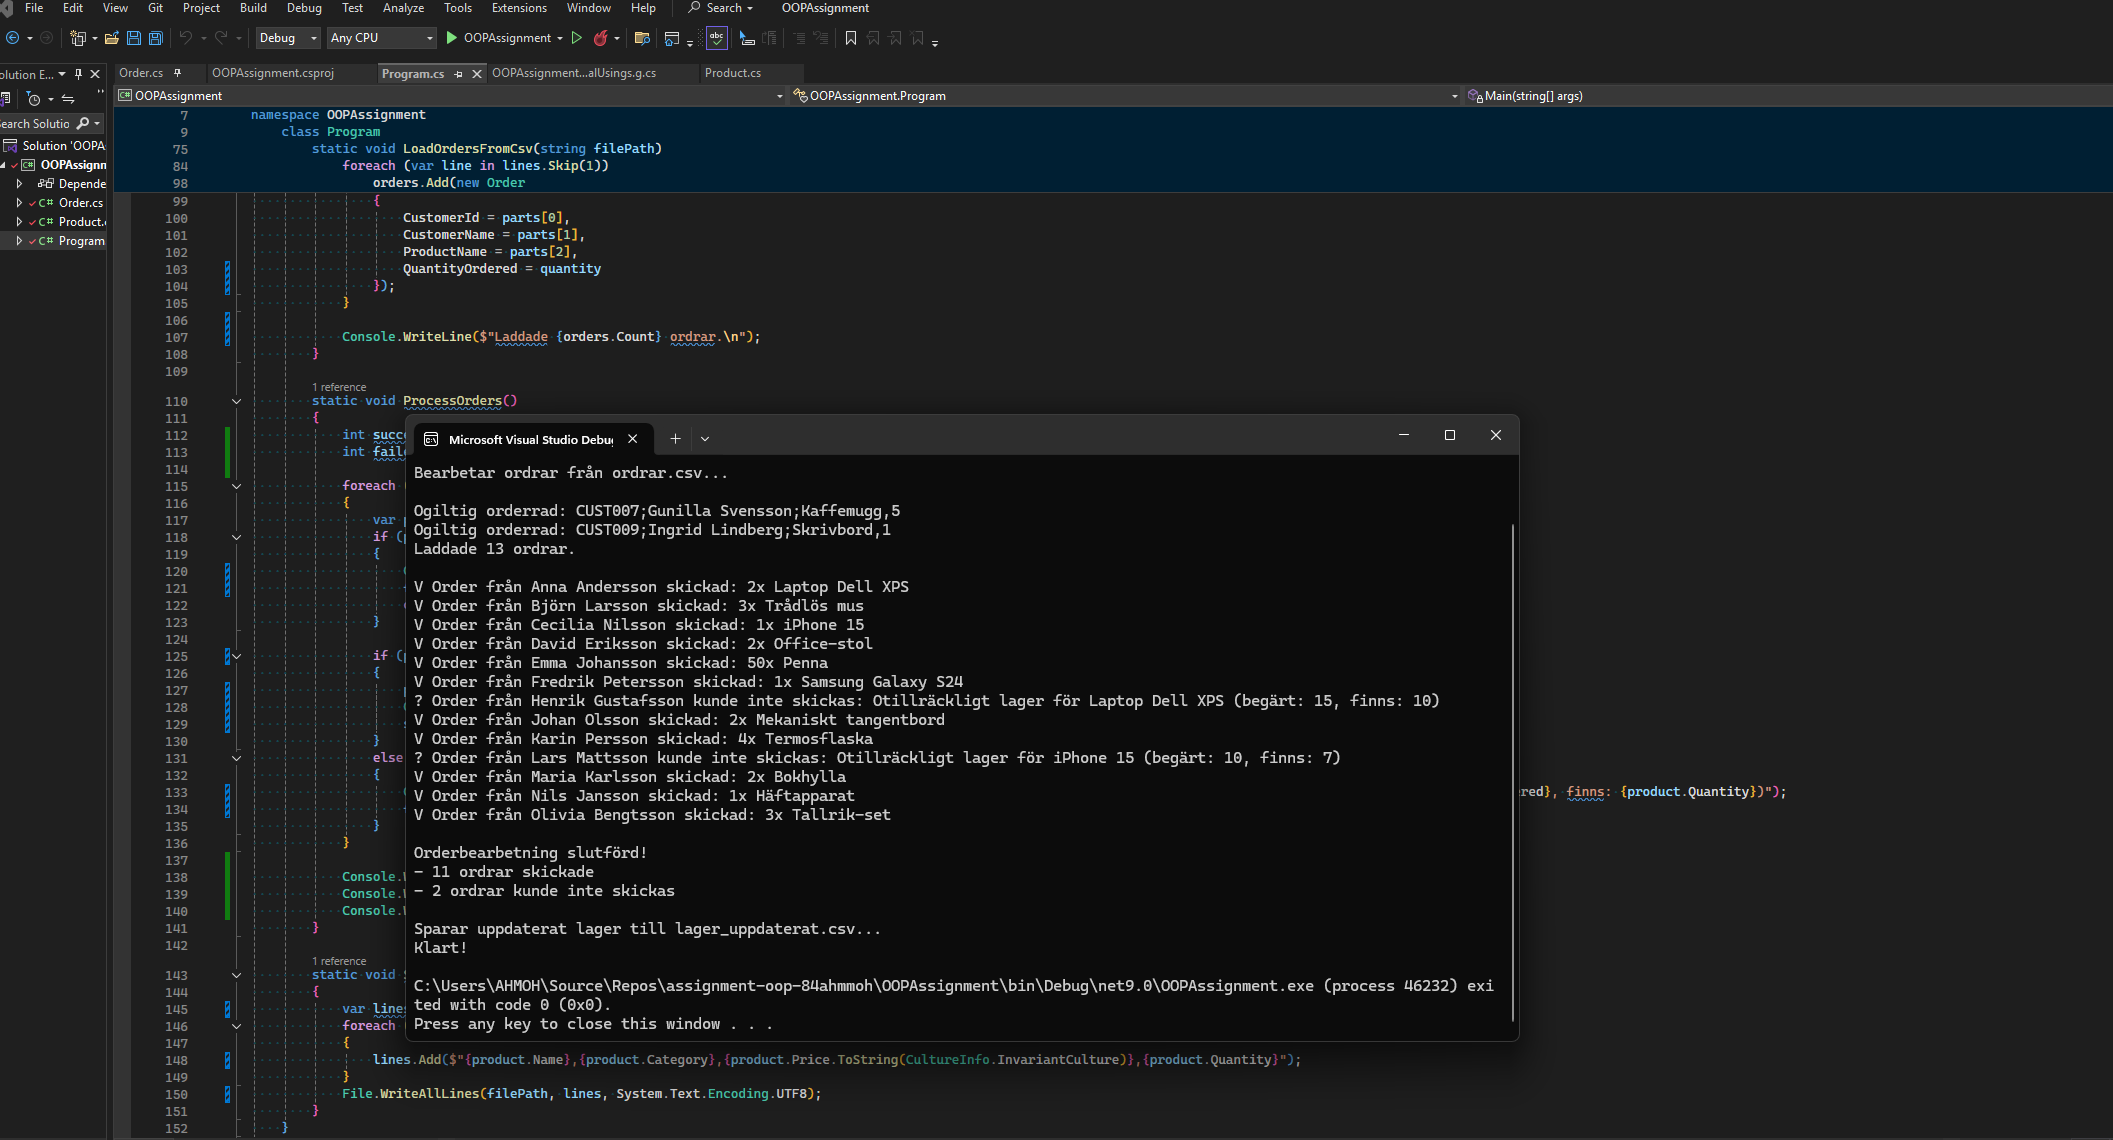 File Edit View Git Project Build Debug Test Analyze Tools Extensions Window Help Search OOPAssignment
Debug Any CPU OOPAssignment
olution E...
Order.cs OOPAssignment.csproj Program.cs OOPAssignment...alUsings.g.cs Product.cs
OOPAssignment OOPAssignment.Program Main(string[] args)
earch Solutio
Solution 'OOPA
OOPAssignn
Depende
Order.cs
Product.
Program
7 namespace OOPAssignment
9 class Program
75 static void LoadOrdersFromCsv(string filePath)
84 foreach (var line in lines.Skip(1))
98 orders.Add(new Order
99 {
100 CustomerId = parts[0],
101 CustomerName = parts[1],
102 ProductName = parts[2],
103 QuantityOrdered = quantity
104 });
105 }
106
107 Console.WriteLine($"Laddade {orders.Count} ordrar.\n");
108 }
109
1 reference
110 static void ProcessOrders()
111 {
112 int succ
113 int fail
114
115 foreach
116 {
117 var
118 if (
119 {
120
121
122
123 }
124
125 if (
126 {
127
128
129
130 }
131 else
132 {
133 red}, finns: {product.Quantity})");
134
135 }
136 }
137
138 Console.
139 Console.
140 Console.
141 }
142
1 reference
143 static void
144 {
145 var lines
146 foreach
147 {
148 lines.Add($"{product.Name},{product.Category},{product.Price.ToString(CultureInfo.InvariantCulture)},{product.Quantity}");
149 }
150 File.WriteAllLines(filePath, lines, System.Text.Encoding.UTF8);
151 }
152 }
Microsoft Visual Studio Debu
Bearbetar ordrar från ordrar.csv...
Ogiltig orderrad: CUST007;Gunilla Svensson;Kaffemugg,5
Ogiltig orderrad: CUST009;Ingrid Lindberg;Skrivbord,1
Laddade 13 ordrar.
V Order från Anna Andersson skickad: 2x Laptop Dell XPS
V Order från Björn Larsson skickad: 3x Trådlös mus
V Order från Cecilia Nilsson skickad: 1x iPhone 15
V Order från David Eriksson skickad: 2x Office-stol
V Order från Emma Johansson skickad: 50x Penna
V Order från Fredrik Petersson skickad: 1x Samsung Galaxy S24
? Order från Henrik Gustafsson kunde inte skickas: Otillräckligt lager för Laptop Dell XPS (begärt: 15, finns: 10)
V Order från Johan Olsson skickad: 2x Mekaniskt tangentbord
V Order från Karin Persson skickad: 4x Termosflaska
? Order från Lars Mattsson kunde inte skickas: Otillräckligt lager för iPhone 15 (begärt: 10, finns: 7)
V Order från Maria Karlsson skickad: 2x Bokhylla
V Order från Nils Jansson skickad: 1x Häftapparat
V Order från Olivia Bengtsson skickad: 3x Tallrik-set
Orderbearbetning slutförd!
- 11 ordrar skickade
- 2 ordrar kunde inte skickas
Sparar uppdaterat lager till lager_uppdaterat.csv...
Klart!
C:\Users\AHMOH\Source\Repos\assignment-oop-84ahmmoh\OOPAssignment\bin\Debug\net9.0\OOPAssignment.exe (process 46232) exi
ted with code 0 (0x0).
Press any key to close this window . . .